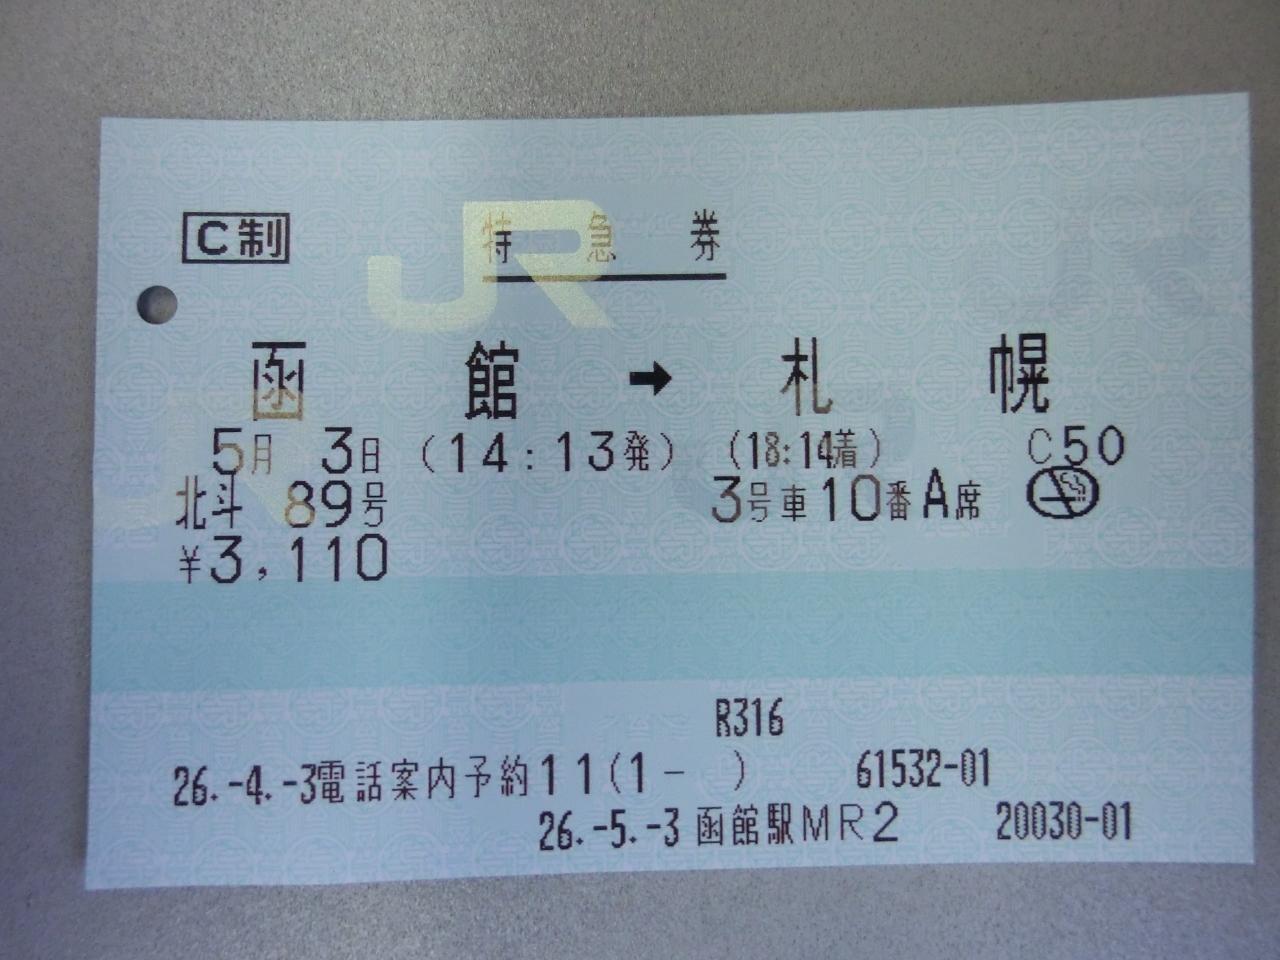 C制
JR
特急券
函館➡札幌
5月 3日 (14:13発) (18:14着) C50
北斗 89号 3号車10番A席
¥3,110
R316
26.-4.-3電話案内予約11(1- ) 61532-01
26.-5.-3 函館駅MR2 20030-01